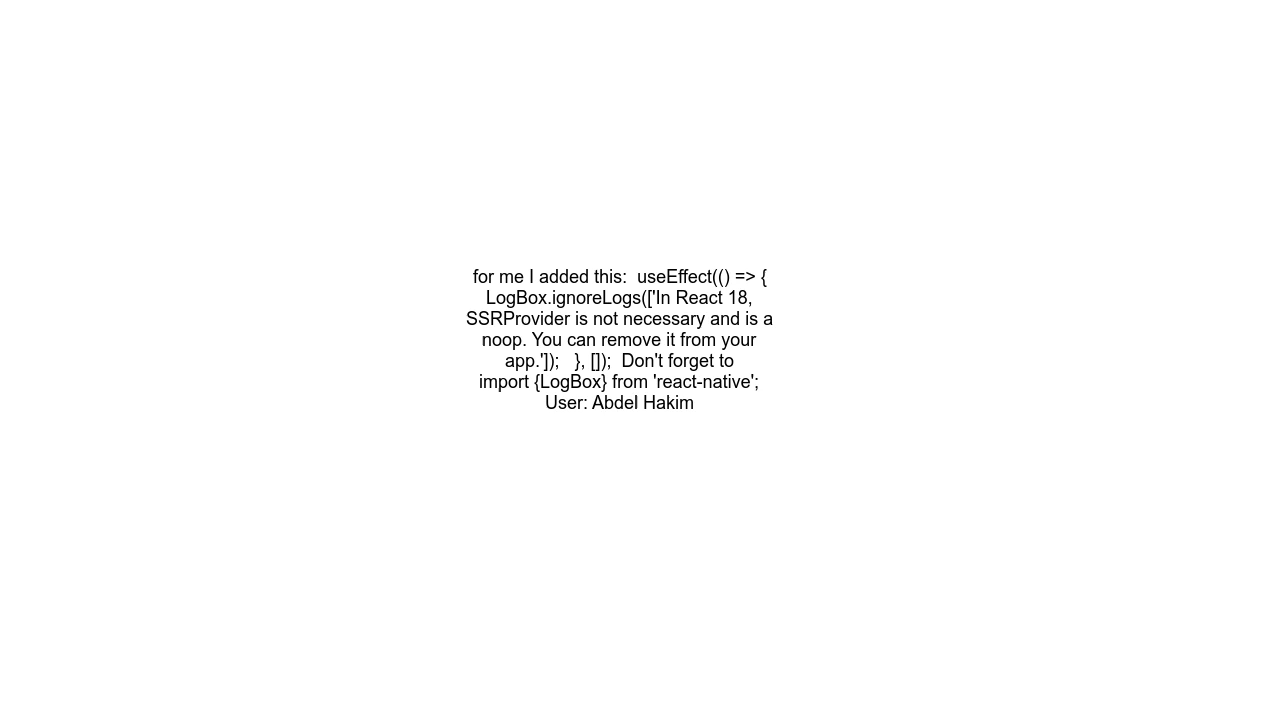 for me I added this:  useEffect(() => {
LogBox.ignoreLogs(['In React 18,
SSRProvider is not necessary and is a
noop. You can remove it from your
app.']);   }, []);  Don't forget to
import {LogBox} from 'react-native';
User: Abdel Hakim